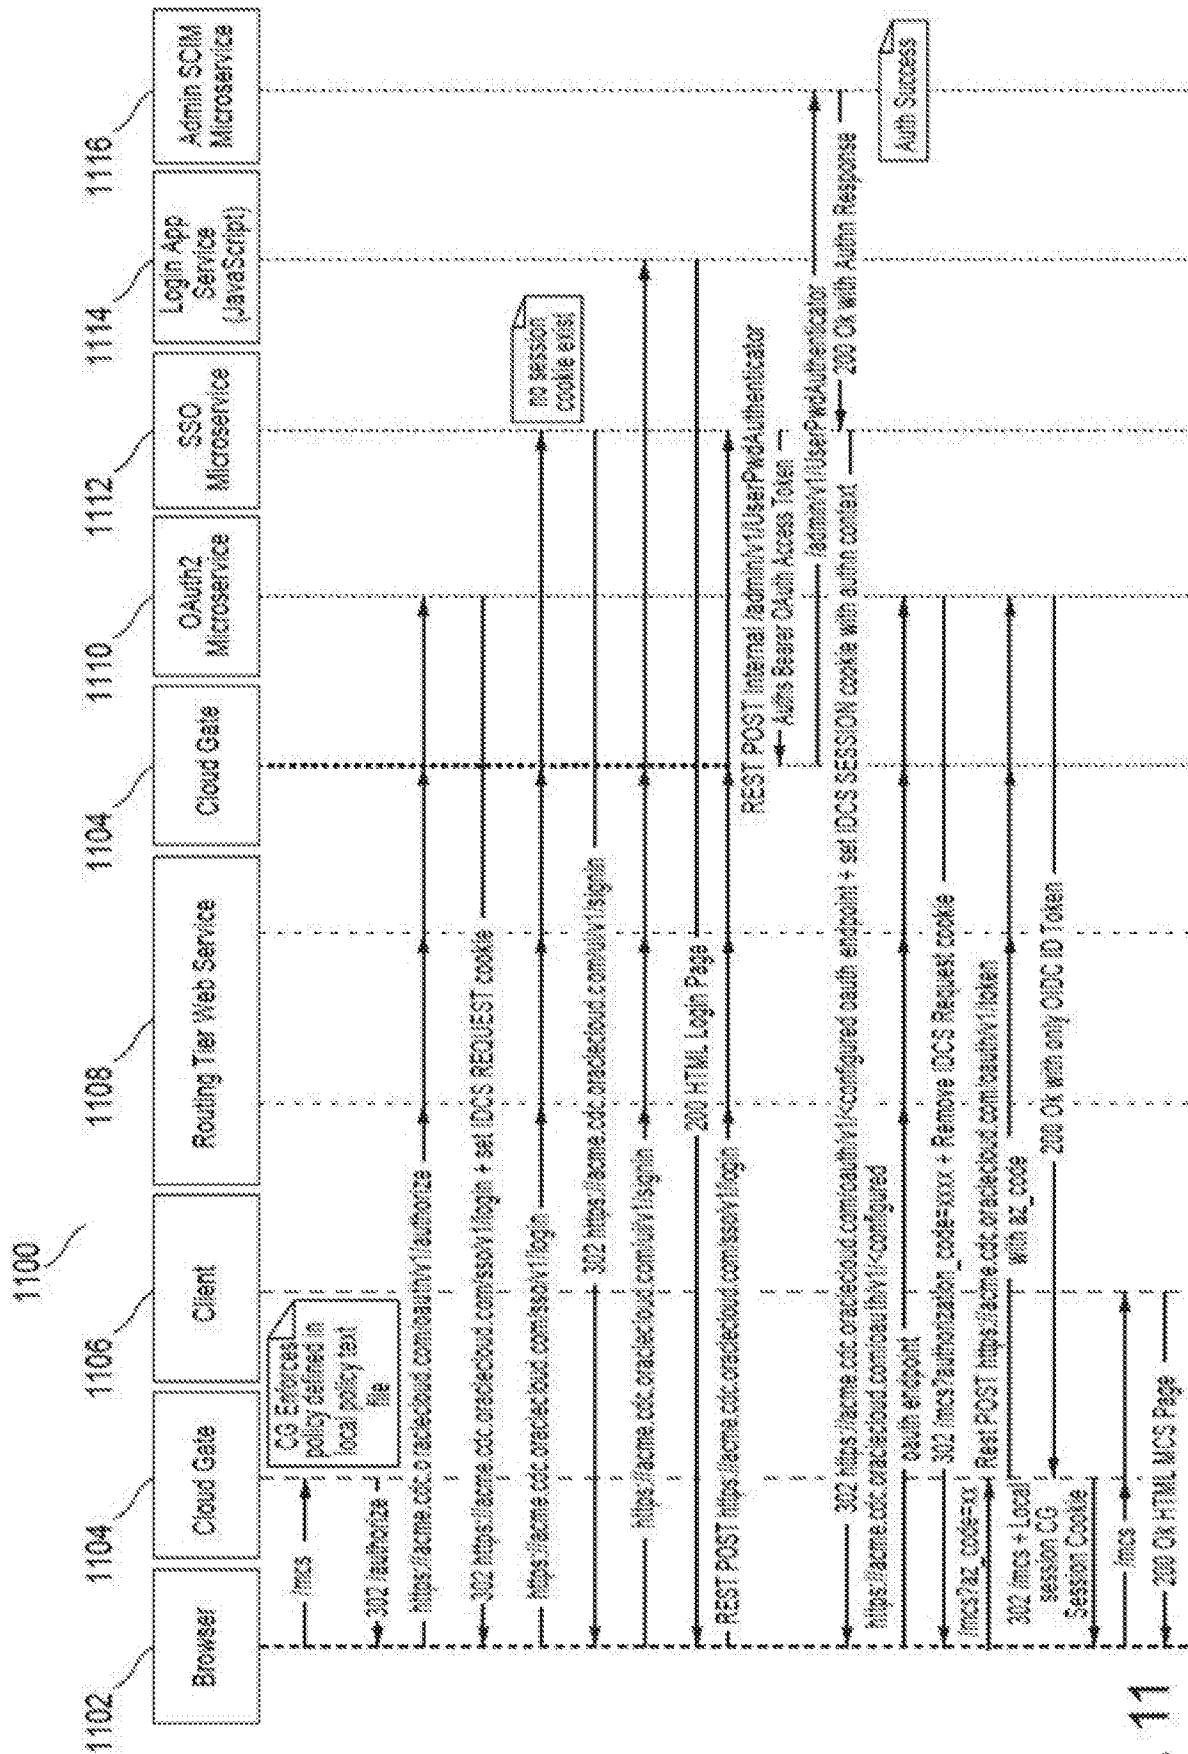 1100
1102
1104
1106
1108
1104
1110
1112
1114
1116
Browser
Cloud Gate
Client
Routing Tier Web Service
Cloud Gate
OAuth2
Microservice
SSO
Microservice
Login App
Service
(JavaScript)
Admin SCIM
Microservice
/mcs
CG Enforces
policy defined in
local policy text
file
302 /authorize
https://acme.cdc.oraclecloud.com/oauth/v1/authorize
302 https://acme.cdc.oraclecloud.com/sso/v1/login + set IDCS REQUEST cookie
https://acme.cdc.oraclecloud.com/sso/v1/login
no session
cookie exist
302 https://acme.cdc.oraclecloud.com/ui/v1/signin
https://acme.cdc.oraclecloud.com/ui/v1/signin
200 HTML Login Page
REST POST https://acme.cdc.oraclecloud.com/sso/v1/login
REST POST Internal /admin/v1/UserPwdAuthenticator
Authz Bearer OAuth Access Token
/admin/v1/UserPwdAuthenticator
200 Ok with Authn Response
Auth Success
302 https://acme.cdc.oraclecloud.com/oauth/v1/<configured oauth endpoint + set IDCS SESSION cookie with authn context
https://acme.cdc.oraclecloud.com/oauth/v1/<configured
oauth endpoint
302 /mcs?authorization_code=xxxx + Remove IDCS Request cookie
/mcs?az_code=xx
Rest POST https://acme.cdc.oraclecloud.com/oauth/v1/token
with az_code
302 /mcs + Local
session CG
Session Cookie
200 Ok with only OIDC ID Token
/mcs
200 Ok HTML MCS Page
11